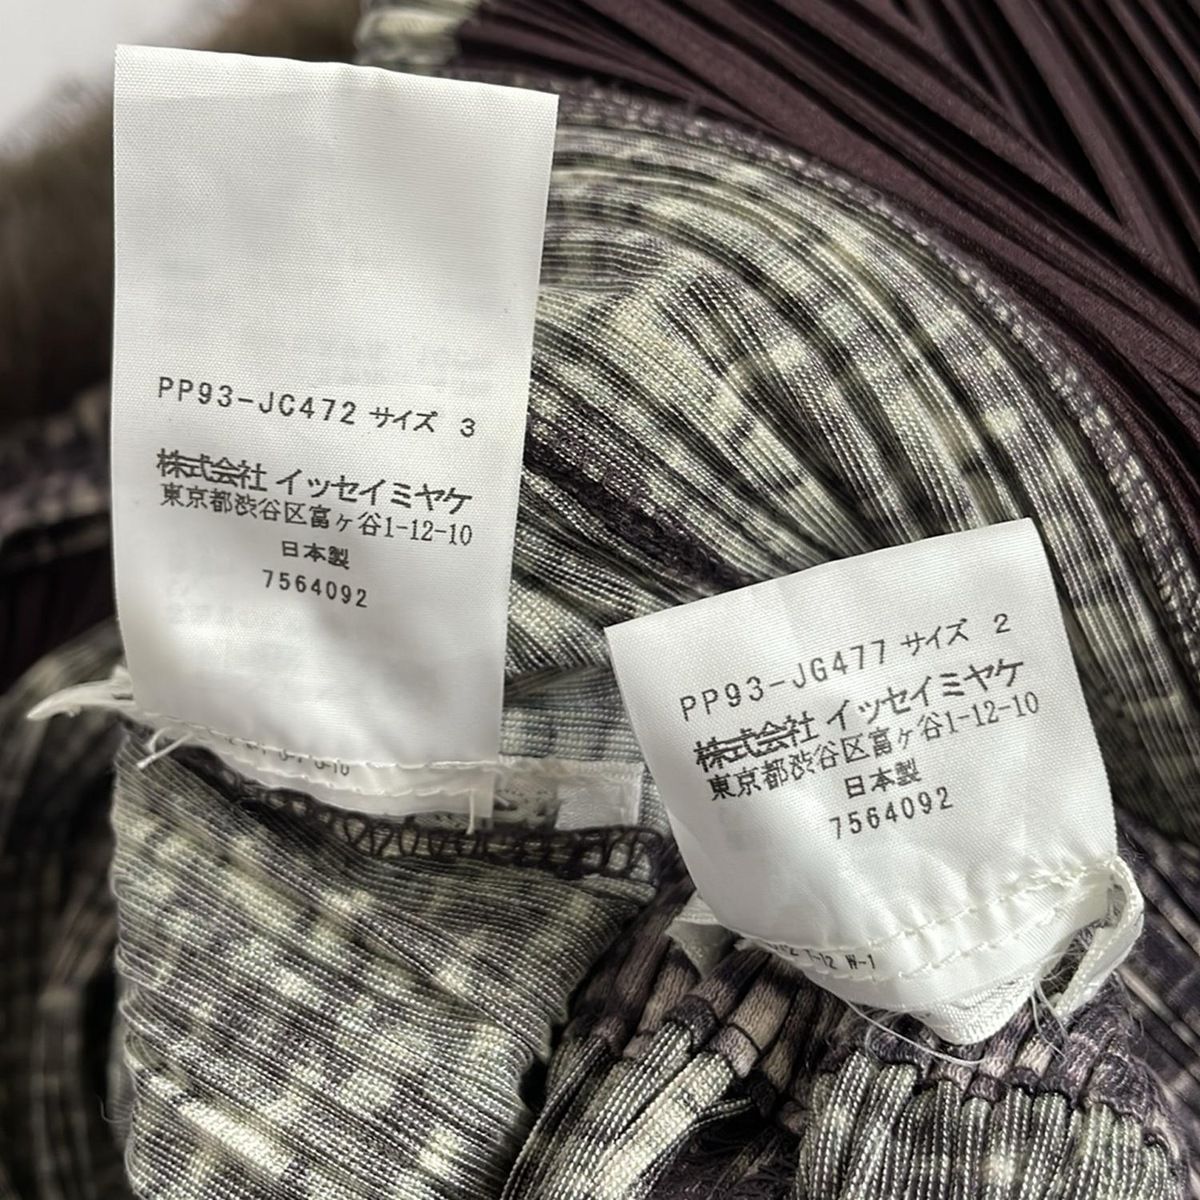 PP93-JC472 サイズ 3
株式会社 イッセイミヤケ
東京都渋谷区富ヶ谷1-12-10
日本製
7564092
PP93-JG477 サイズ 2
株式会社 イッセイミヤケ
東京都渋谷区富ヶ谷1-12-10
日本製
7564092
1-12 W-1